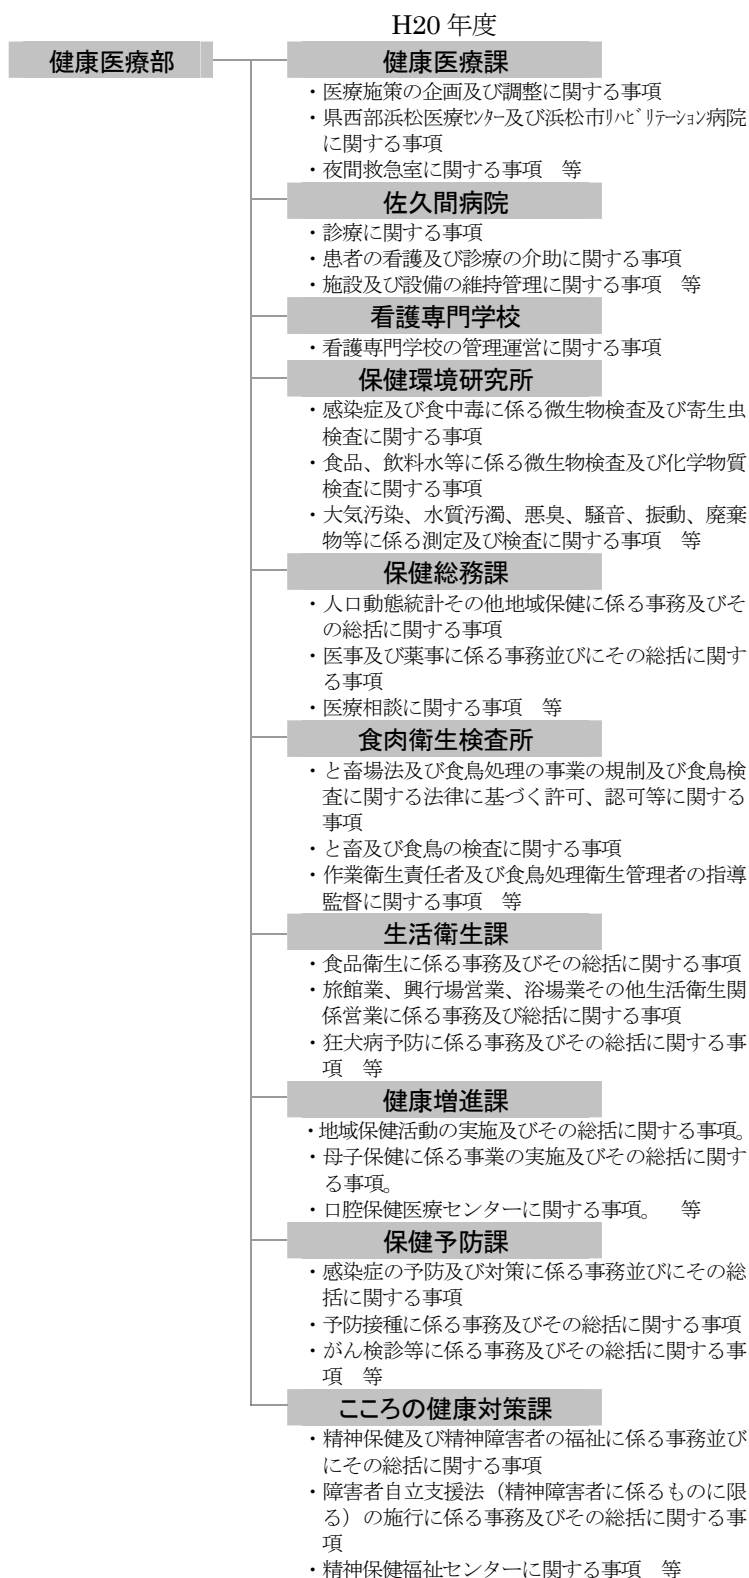 H20 年度
健康医療部
健康医療課
・医療施策の企画及び調整に関する事項
・県西部浜松医療ｾﾝﾀｰ及び浜松市ﾘﾊﾋﾞﾘﾃｰｼｮﾝ病院
に関する事項
・夜間救急室に関する事項　等
佐久間病院
・診療に関する事項
・患者の看護及び診療の介助に関する事項
・施設及び設備の維持管理に関する事項　等
看護専門学校
・看護専門学校の管理運営に関する事項
保健環境研究所
・感染症及び食中毒に係る微生物検査及び寄生虫
検査に関する事項
・食品、飲料水等に係る微生物検査及び化学物質
検査に関する事項
・大気汚染、水質汚濁、悪臭、騒音、振動、廃棄
物等に係る測定及び検査に関する事項　等
保健総務課
・人口動態統計その他地域保健に係る事務及びそ
の総括に関する事項
・医事及び薬事に係る事務並びにその総括に関す
る事項
・医療相談に関する事項　等
食肉衛生検査所
・と畜場法及び食鳥処理の事業の規制及び食鳥検
査に関する法律に基づく許可、認可等に関する
事項
・と畜及び食鳥の検査に関する事項
・作業衛生責任者及び食鳥処理衛生管理者の指導
監督に関する事項　等
生活衛生課
・食品衛生に係る事務及びその総括に関する事項
・旅館業、興行場営業、浴場業その他生活衛生関
係営業に係る事務及び総括に関する事項
・狂犬病予防に係る事務及びその総括に関する事
項　等
健康増進課
・地域保健活動の実施及びその総括に関する事項。
・母子保健に係る事業の実施及びその総括に関す
る事項。
・口腔保健医療センターに関する事項。　等
保健予防課
・感染症の予防及び対策に係る事務並びにその総
括に関する事項
・予防接種に係る事務及びその総括に関する事項
・がん検診等に係る事務及びその総括に関する事
項　等
こころの健康対策課
・精神保健及び精神障害者の福祉に係る事務並び
にその総括に関する事項
・障害者自立支援法（精神障害者に係るものに限
る）の施行に係る事務及びその総括に関する事
項
・精神保健福祉センターに関する事項　等